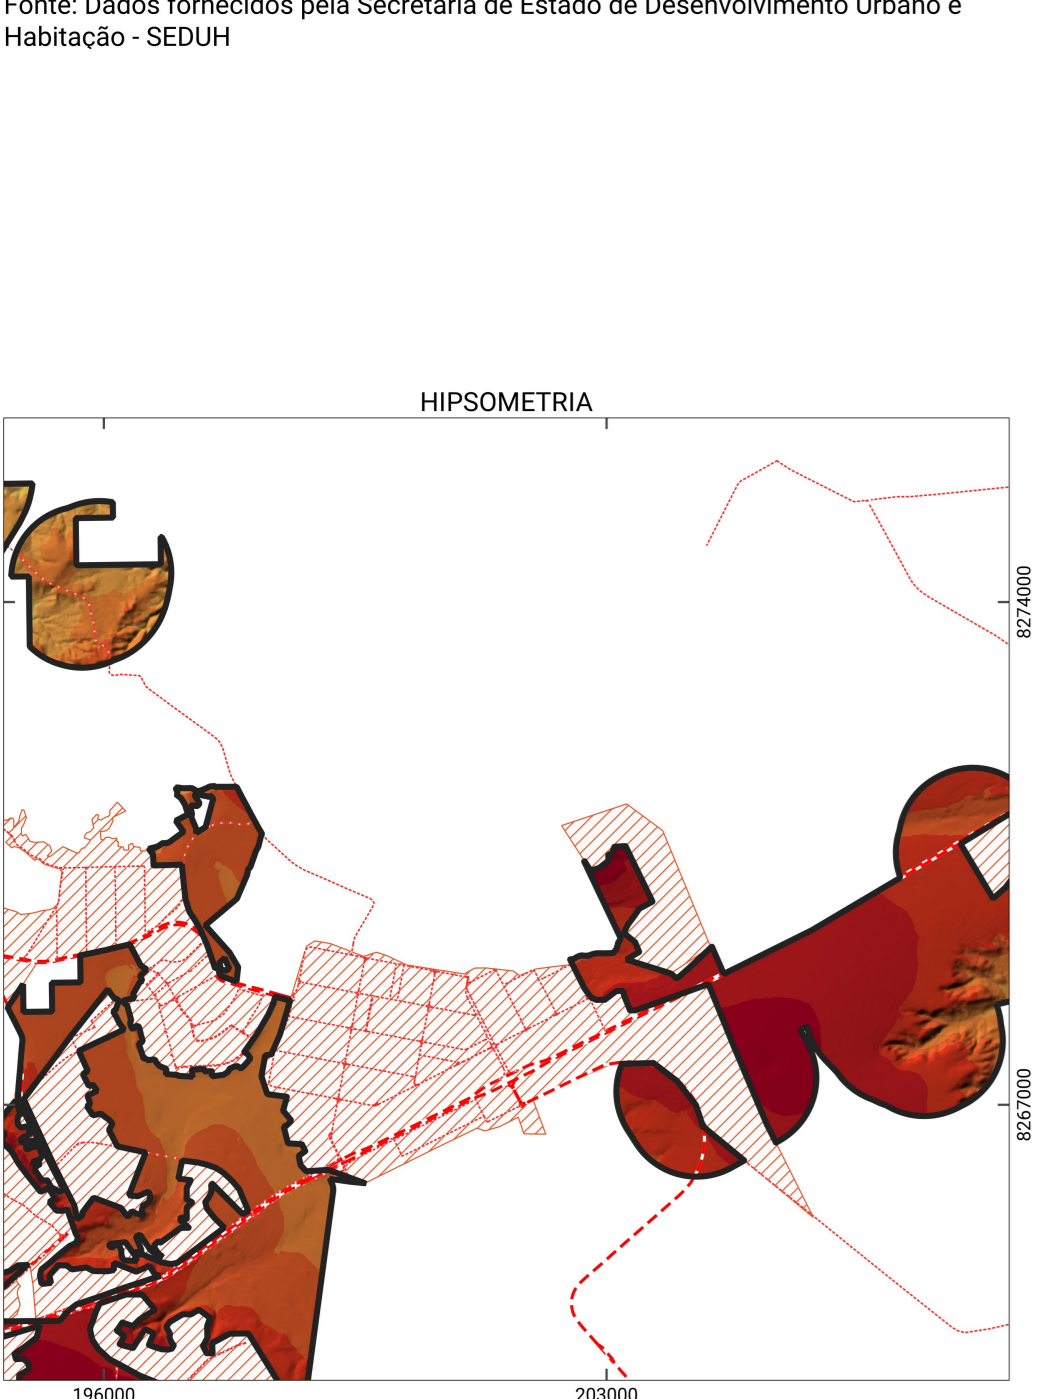 Fonte: Dados fornecidos pela Secretaria de Estado de Desenvolvimento Urbano e
Habitação - SEDUH
HIPSOMETRIA
8274000
8267000
196000
203000